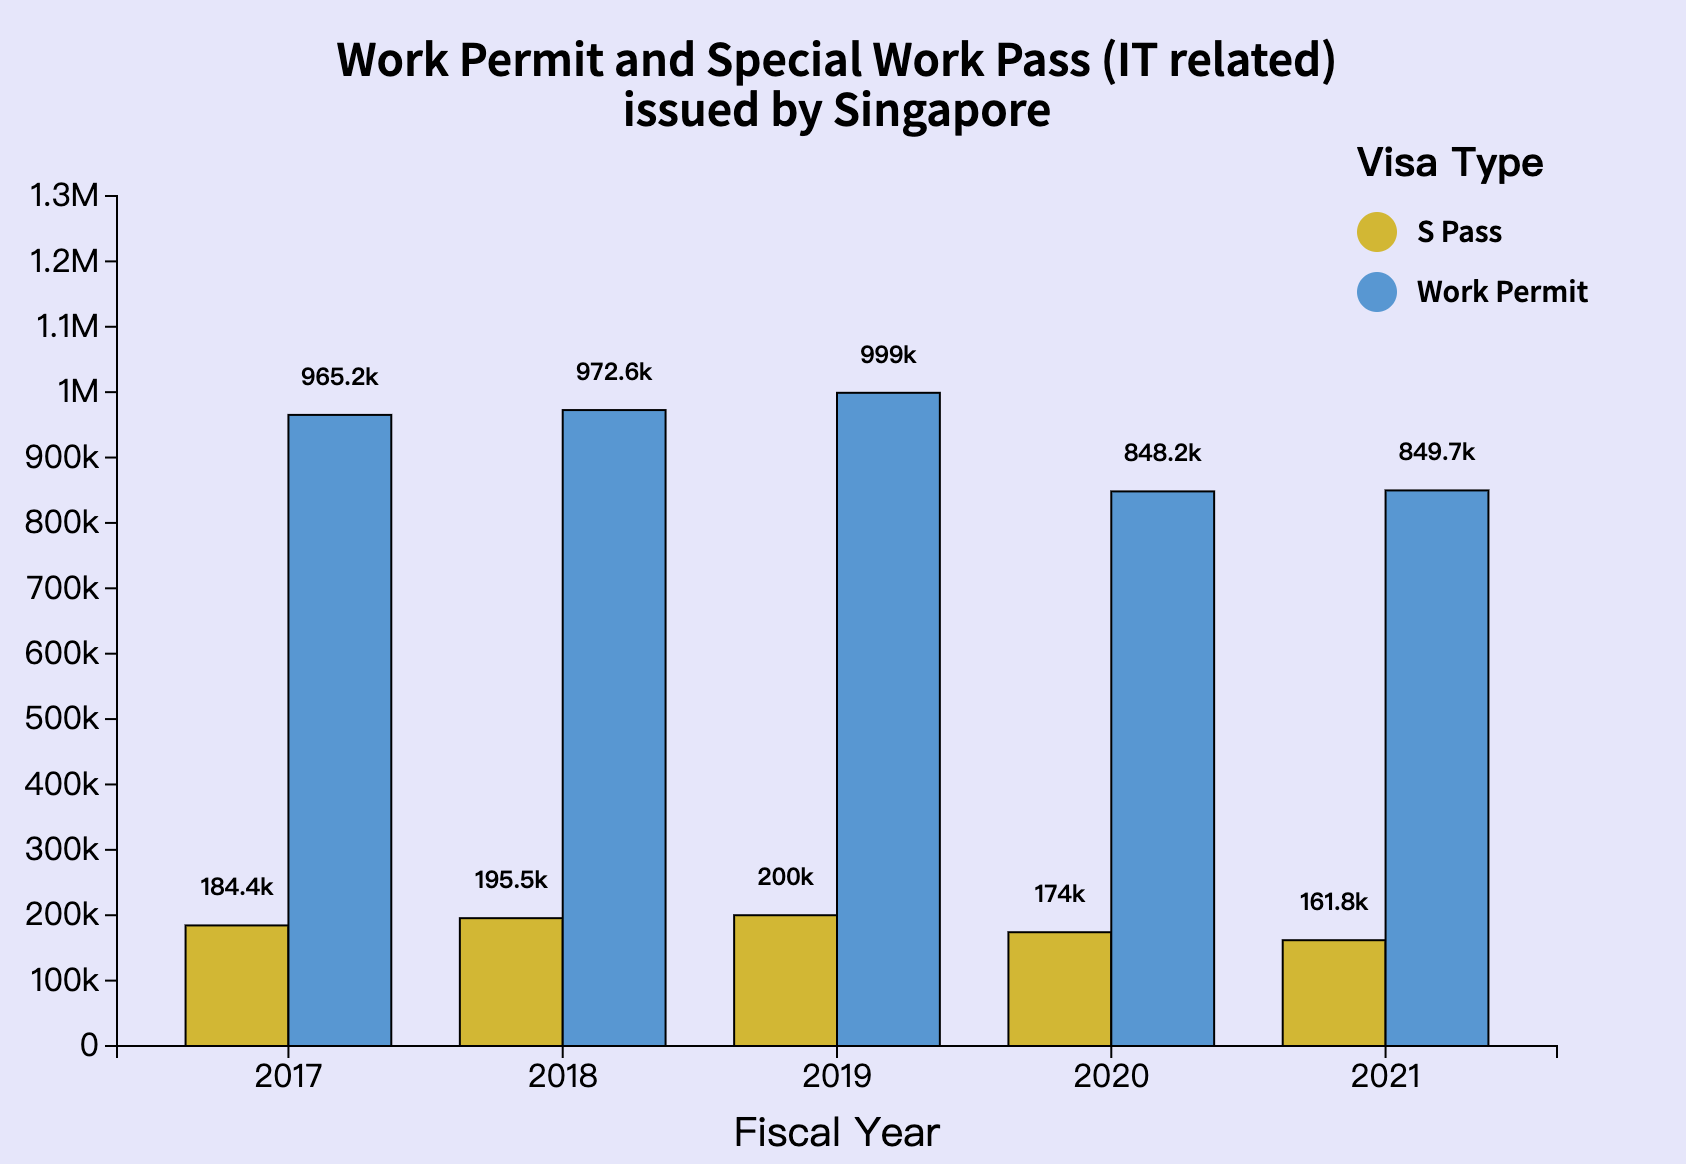 Work Permit and Special Work Pass (IT related)
issued by Singapore
Visa Type
S Pass
Work Permit
1.3M
1.2M
1.1M
1M
900k
800k
700k
600k
500k
400k
300k
200k
100k
0
184.4k
965.2k
195.5k
972.6k
200k
999k
174k
848.2k
161.8k
849.7k
2017
2018
2019
2020
2021
Fiscal Year